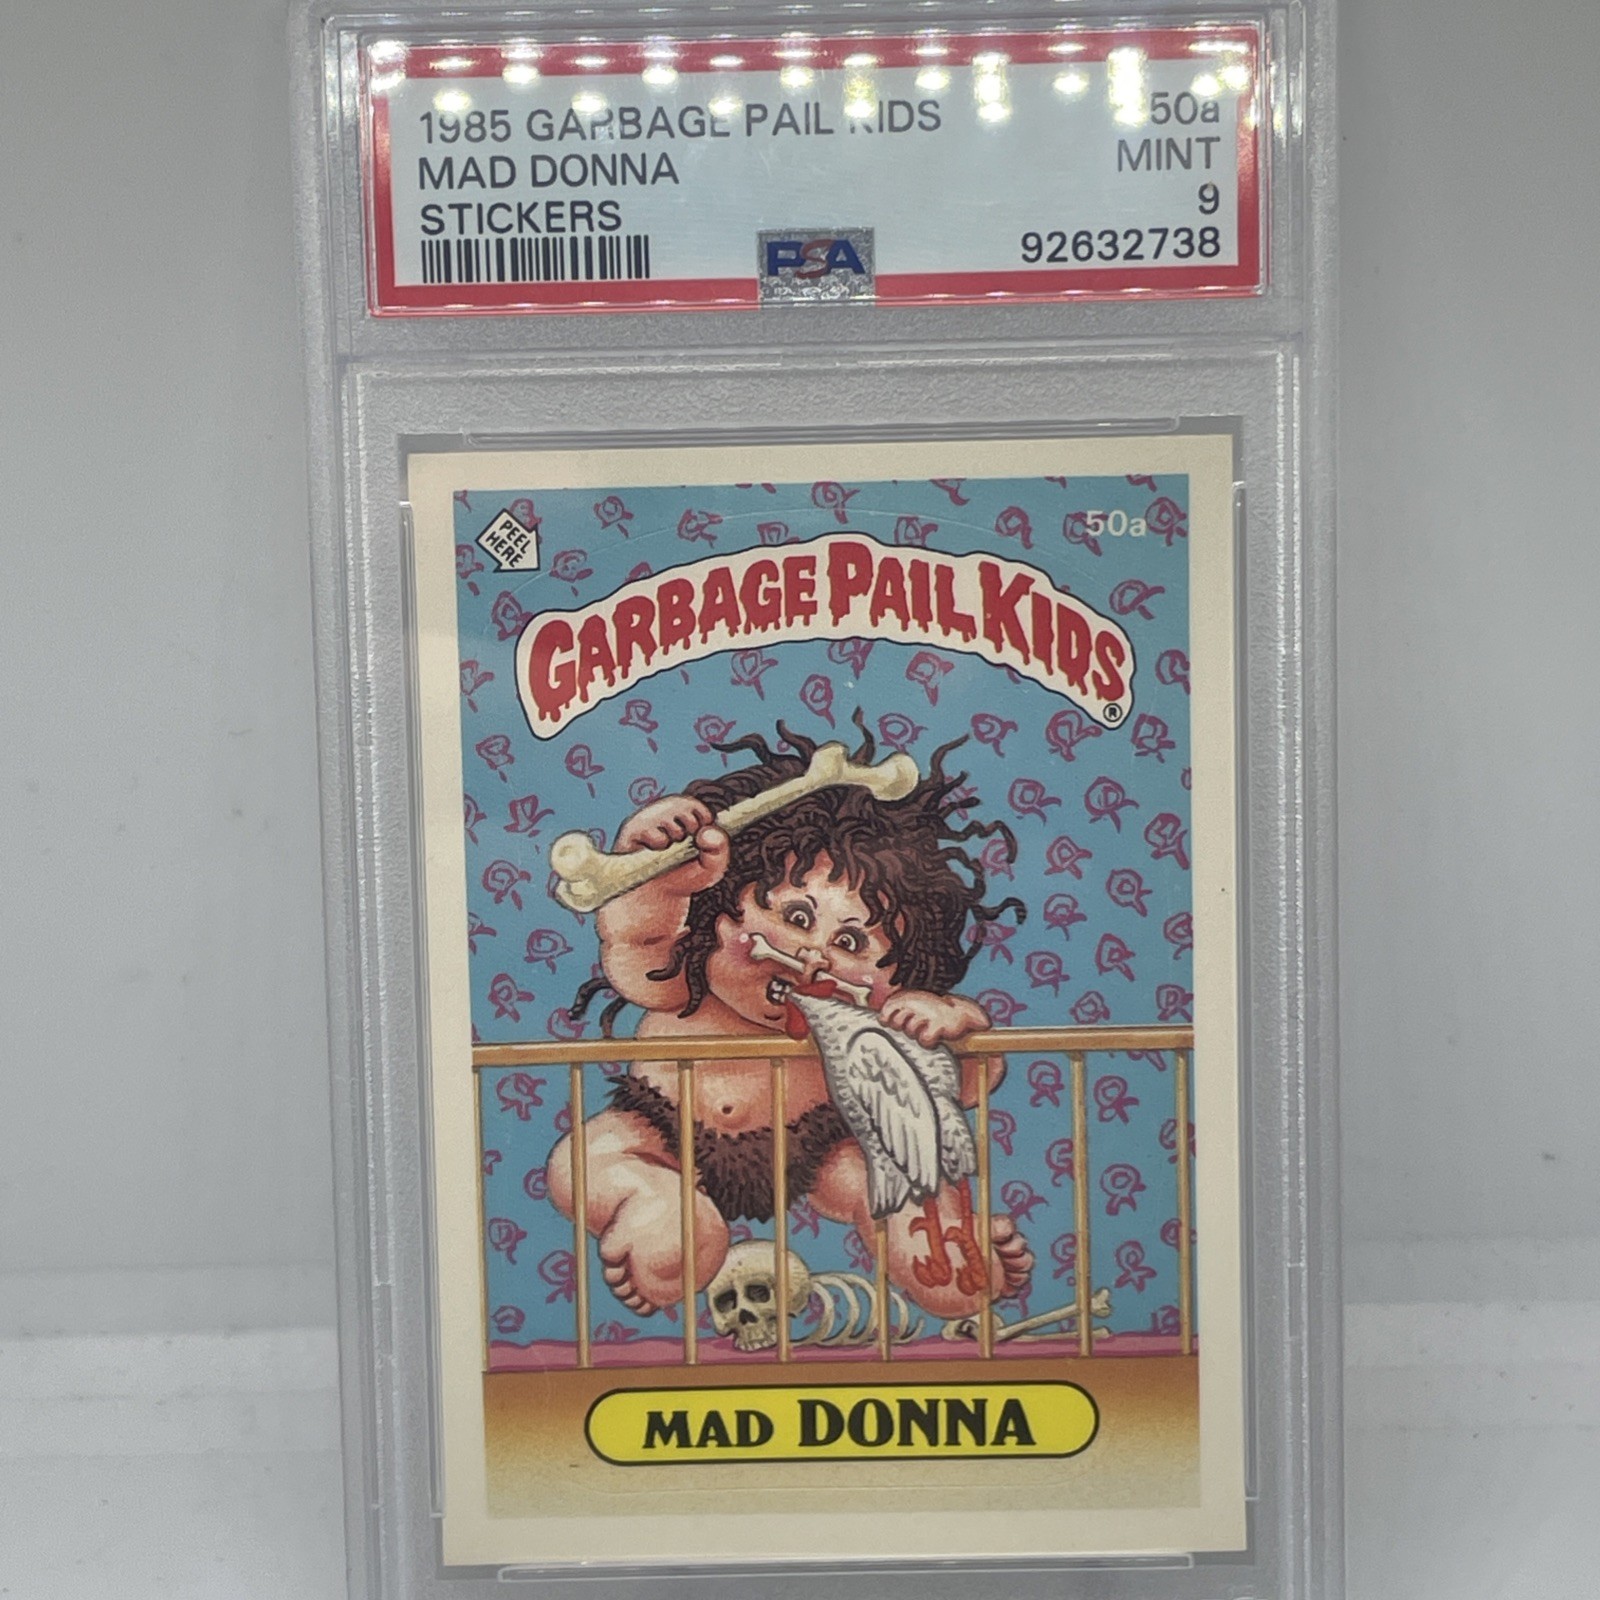 1985 GARBAGE PAIL KIDS
50a
MAD DONNA
MINT
STICKERS
9
PSA
92632738
PEEL
HERE
50a
GARBAGE PAIL KIDS
®
MAD DONNA